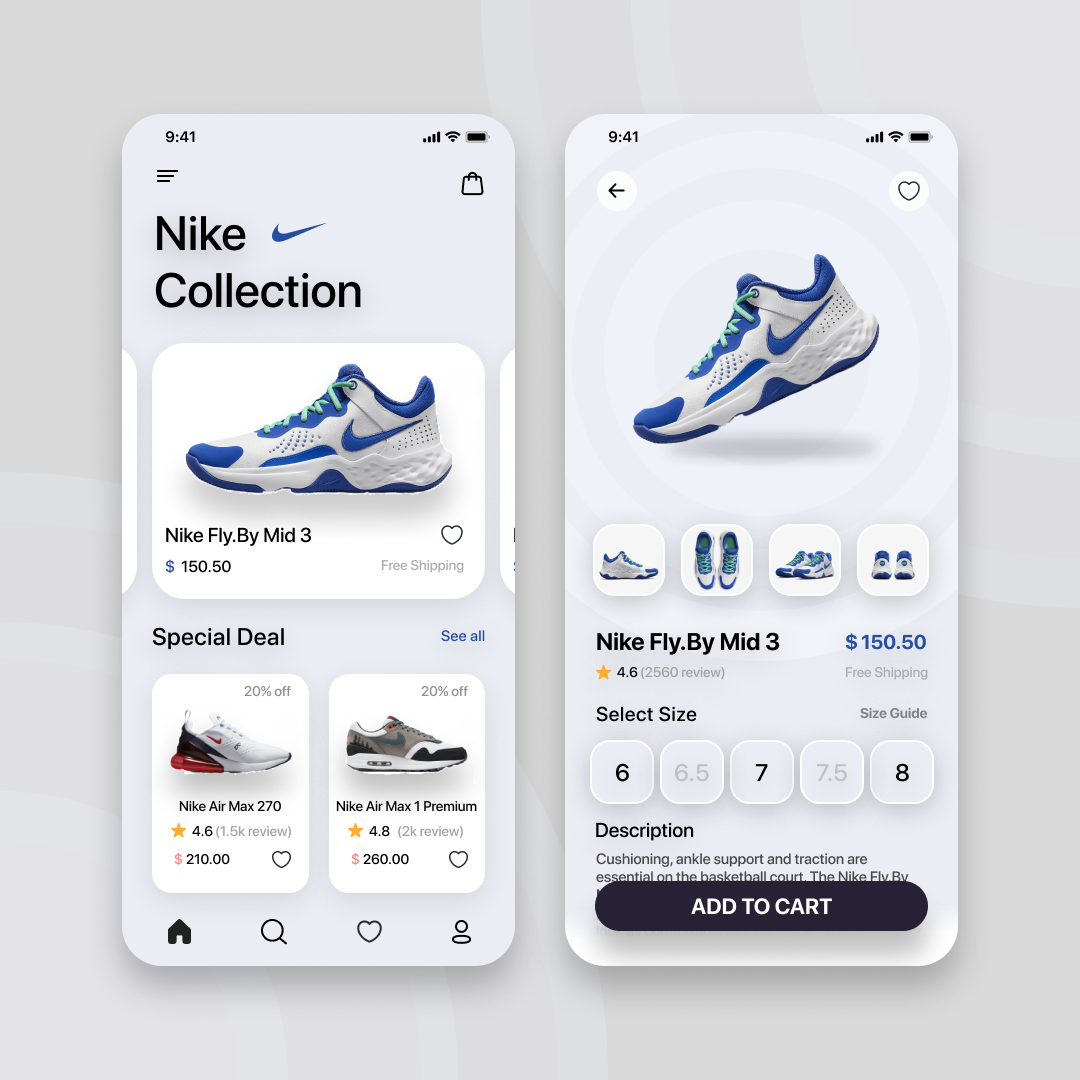 9:41
Nike
Collection
Nike Fly.By Mid 3
$ 150.50
Free Shipping
Special Deal
See all
20% off
Nike Air Max 270
4.6 (1.5k review)
$ 210.00
20% off
Nike Air Max 1 Premium
4.8 (2k review)
$ 260.00
9:41
Nike Fly.By Mid 3
$ 150.50
4.6 (2560 review)
Free Shipping
Select Size
Size Guide
6
6.5
7
7.5
8
Description
Cushioning, ankle support and traction are
essential on the basketball court. The Nike Fly.By
ADD TO CART